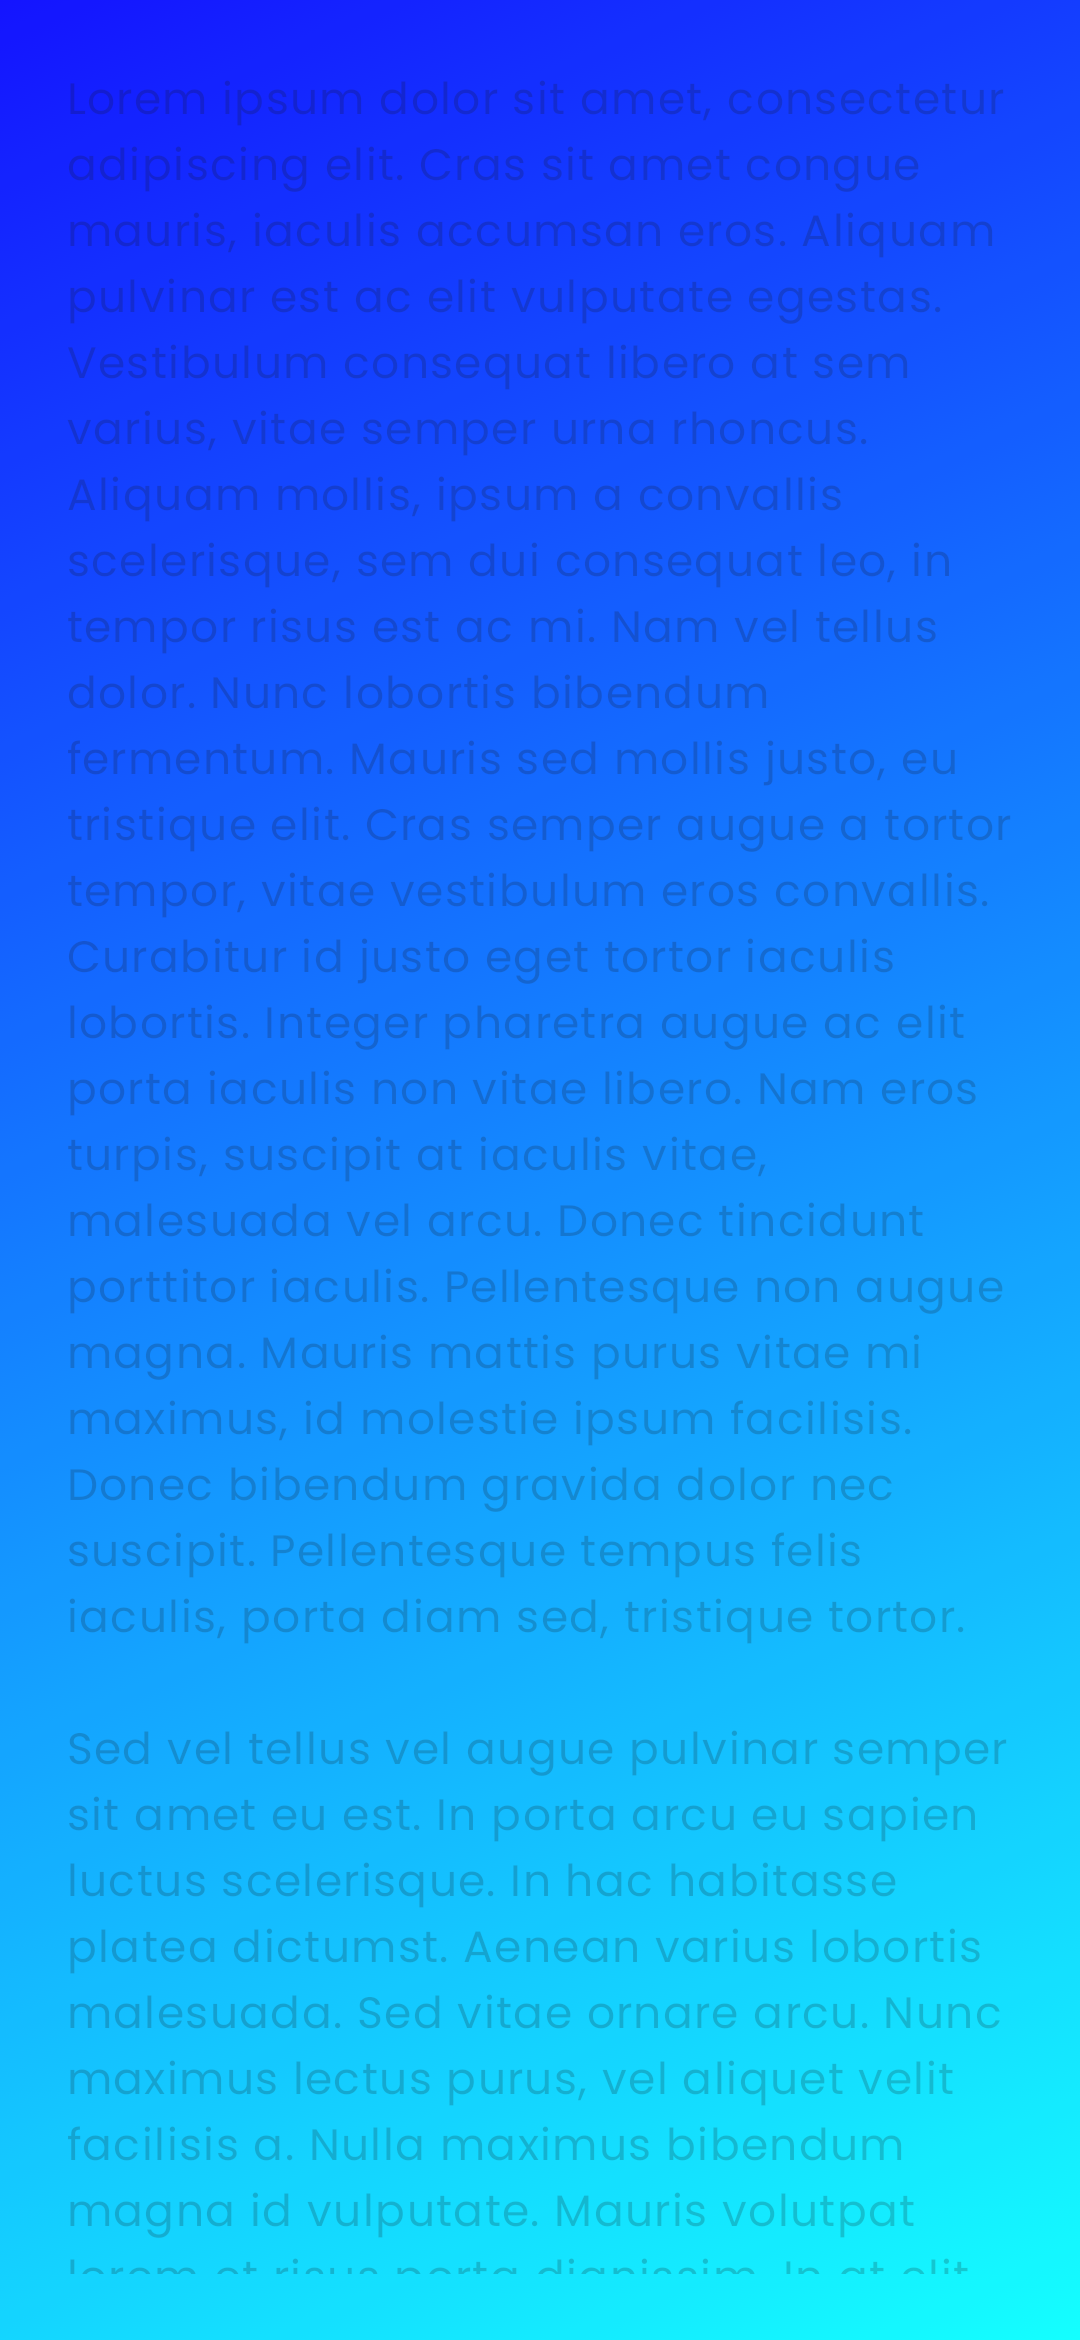 Lorem ipsum dolor sit amet, consectetur
adipiscing elit. Cras sit amet congue
mauris, iaculis accumsan eros. Aliquam
pulvinar est ac elit vulputate egestas.
Vestibulum consequat libero at sem
varius, vitae semper urna rhoncus.
Aliquam mollis, ipsum a convallis
scelerisque, sem dui consequat leo, in
tempor risus est ac mi. Nam vel tellus
dolor. Nunc lobortis bibendum
fermentum. Mauris sed mollis justo, eu
tristique elit. Cras semper augue a tortor
tempor, vitae vestibulum eros convallis.
Curabitur id justo eget tortor iaculis
lobortis. Integer pharetra augue ac elit
porta iaculis non vitae libero. Nam eros
turpis, suscipit at iaculis vitae,
malesuada vel arcu. Donec tincidunt
porttitor iaculis. Pellentesque non augue
magna. Mauris mattis purus vitae mi
maximus, id molestie ipsum facilisis.
Donec bibendum gravida dolor nec
suscipit. Pellentesque tempus felis
iaculis, porta diam sed, tristique tortor.
Sed vel tellus vel augue pulvinar semper
sit amet eu est. In porta arcu eu sapien
luctus scelerisque. In hac habitasse
platea dictumst. Aenean varius lobortis
malesuada. Sed vitae ornare arcu. Nunc
maximus lectus purus, vel aliquet velit
facilisis a. Nulla maximus bibendum
magna id vulputate. Mauris volutpat
lorem et risus porta dignissim. In at elit